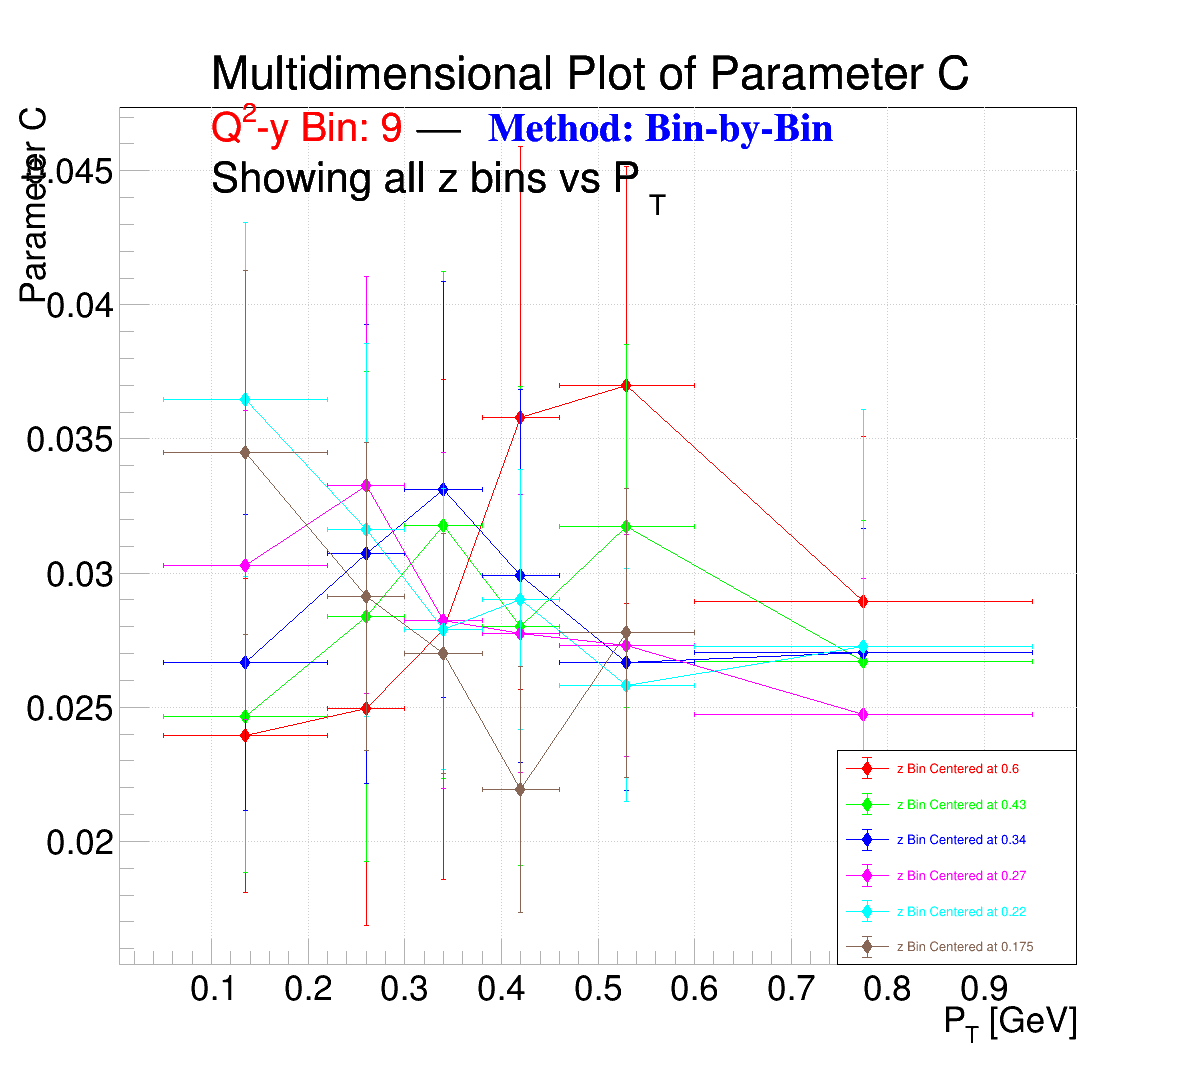 Multidimensional Plot of Parameter C
Q²-y Bin: 9 — Method: Bin-by-Bin
Showing all z bins vs P T
Parameter C
.045
0.04
0.035
0.03
0.025
0.02
z Bin Centered at 0.6
z Bin Centered at 0.43
z Bin Centered at 0.34
z Bin Centered at 0.27
z Bin Centered at 0.22
z Bin Centered at 0.175
0.1 0.2 0.3 0.4 0.5 0.6 0.7 0.8 0.9
P_T [GeV]